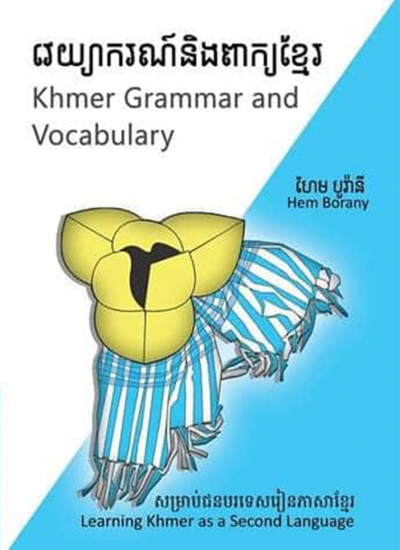 វេយ្យាករណ៍និងពាក្យខ្មែរ
Khmer Grammar and
Vocabulary
ហែម បូរ៉ានី
Hem Borany
សម្រាប់ជនបរទេសរៀនភាសាខ្មែរ
Learning Khmer as a Second Language